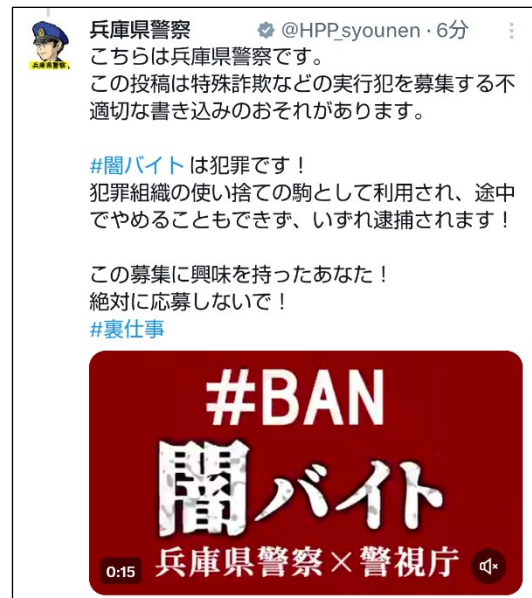 兵庫県警察 @HPP_syounen · 6分
兵庫県警察
こちらは兵庫県警察です。
この投稿は特殊詐欺などの実行犯を募集する不
適切な書き込みのおそれがあります。
#闇バイト は犯罪です！
犯罪組織の使い捨ての駒として利用され、途中
でやめることもできず、いずれ逮捕されます！
この募集に興味を持ったあなた！
絶対に応募しないで！
#裏仕事
#BAN
闇バイト
兵庫県警察×警視庁
0:15